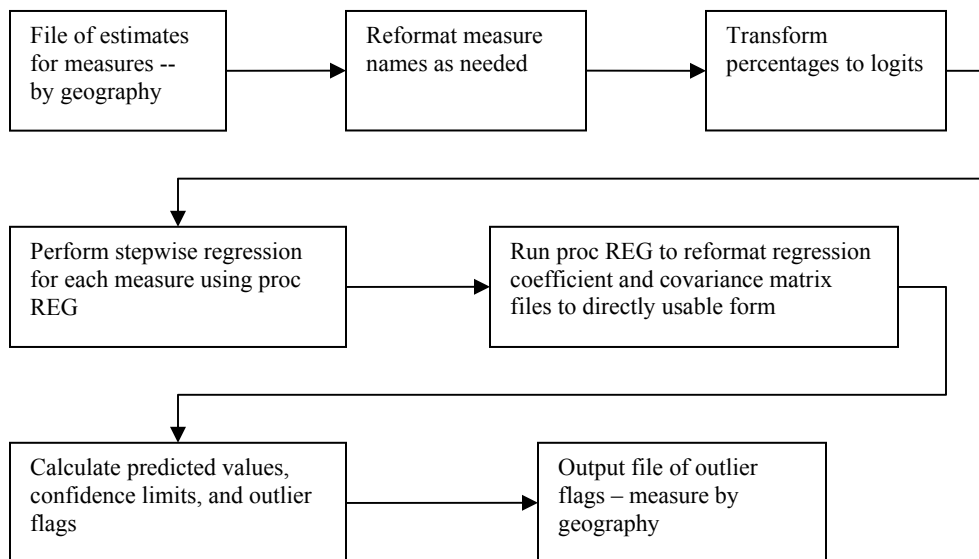 File of estimates
for measures --
by geography
Reformat measure
names as needed
Transform
percentages to logits
Perform stepwise regression
for each measure using proc
REG
Run proc REG to reformat regression
coefficient and covariance matrix
files to directly usable form
Calculate predicted values,
confidence limits, and outlier
flags
Output file of outlier
flags – measure by
geography